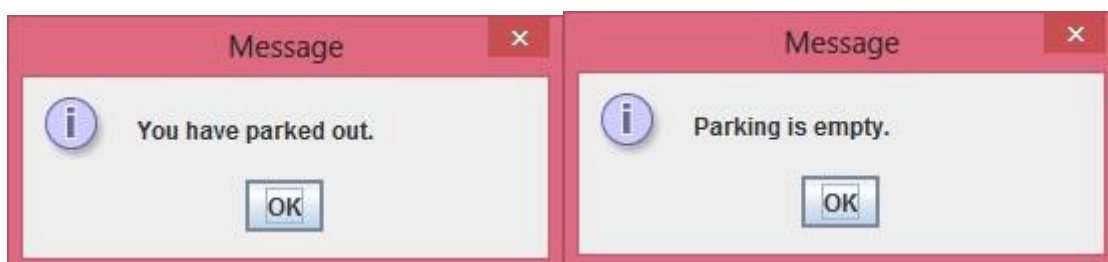 Message
You have parked out.
OK
Message
Parking is empty.
OK